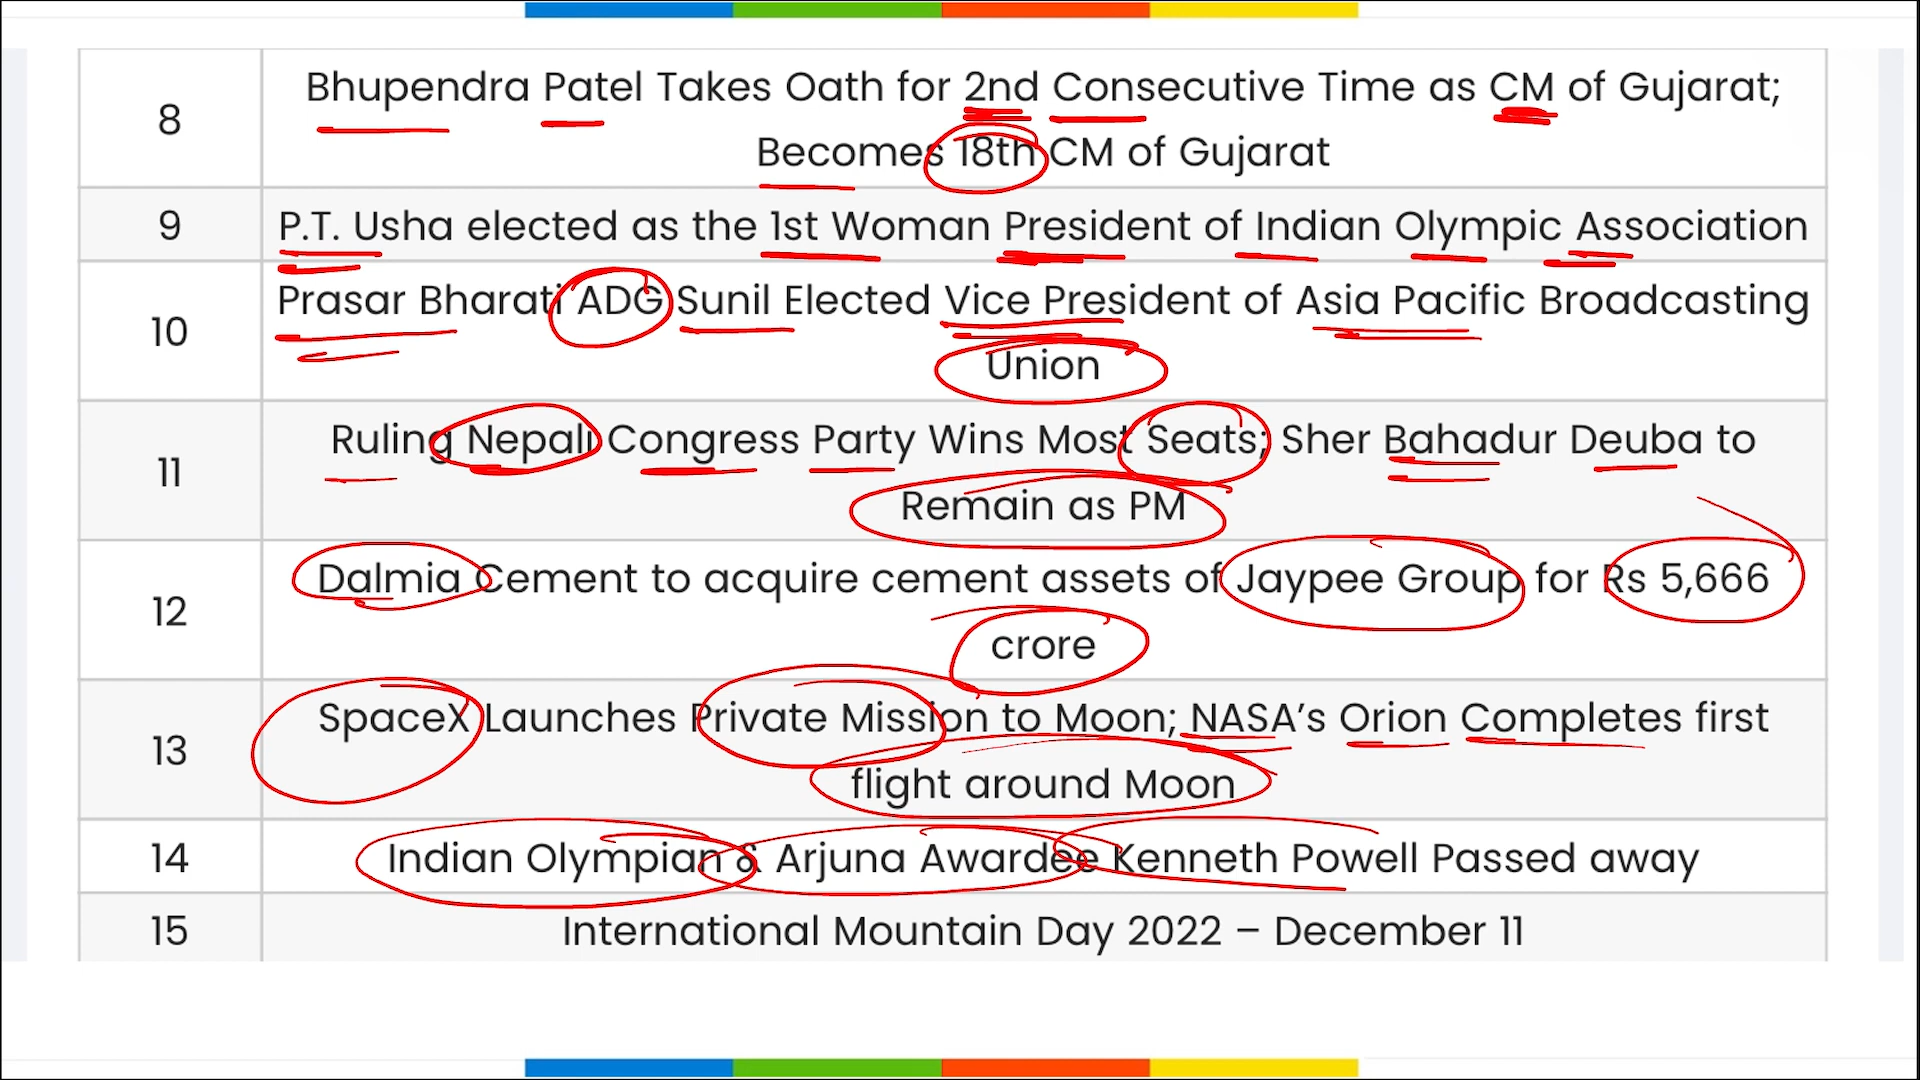 8
Bhupendra Patel Takes Oath for 2nd Consecutive Time as CM of Gujarat;
Becomes 18th CM of Gujarat
9
P.T. Usha elected as the 1st Woman President of Indian Olympic Association
10
Prasar Bharati ADG Sunil Elected Vice President of Asia Pacific Broadcasting
Union
11
Ruling Nepali Congress Party Wins Most Seats; Sher Bahadur Deuba to
Remain as PM
12
Dalmia Cement to acquire cement assets of Jaypee Group for Rs 5,666
crore
13
SpaceX Launches Private Mission to Moon; NASA’s Orion Completes first
flight around Moon
14
Indian Olympian & Arjuna Awardee Kenneth Powell Passed away
15
International Mountain Day 2022 – December 11